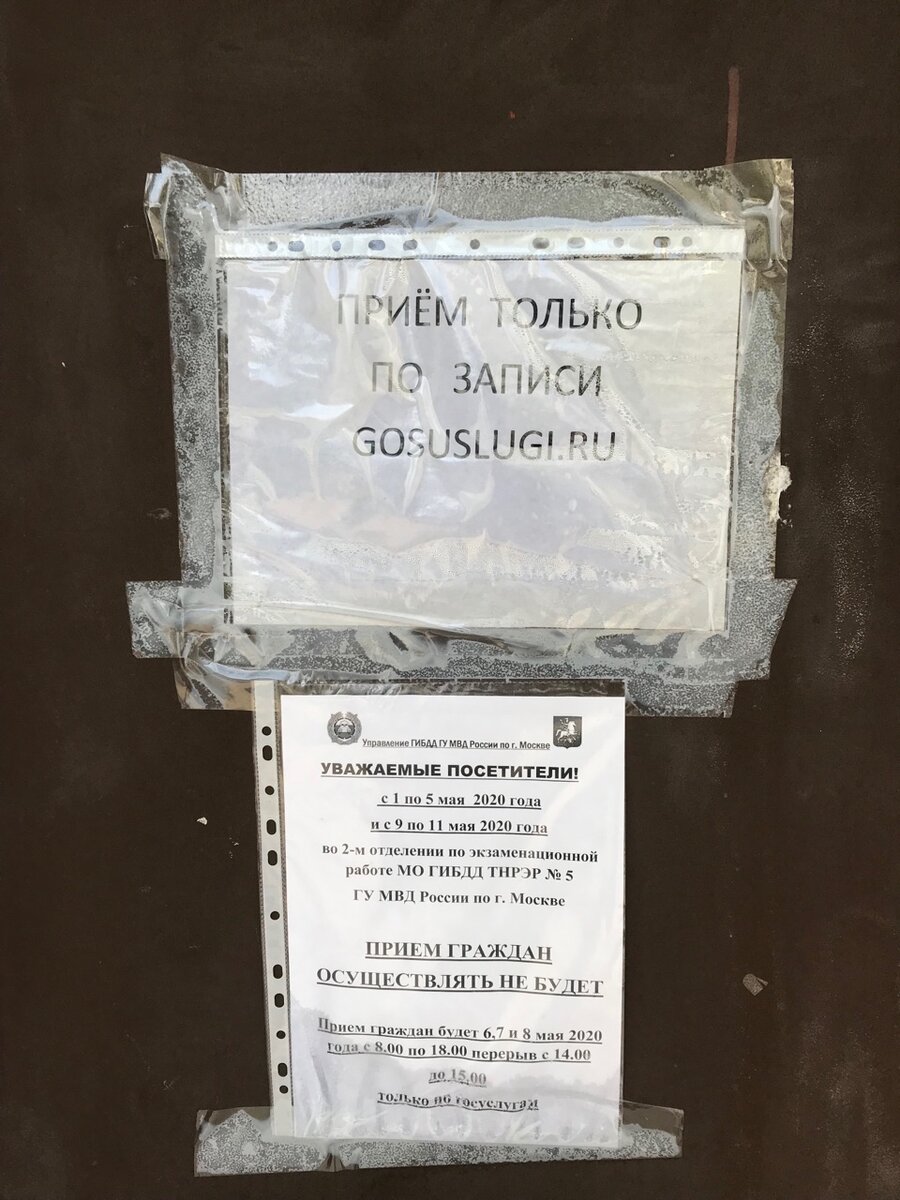 ПРИЁМ ТОЛЬКО
ПО ЗАПИСИ
GOSUSLUGI.RU
Управление ГИБДД ГУ МВД России по г. Москве
УВАЖАЕМЫЕ ПОСЕТИТЕЛИ!
с 1 по 5 мая 2020 года
и с 9 по 11 мая 2020 года
во 2-м отделении по экзаменационной
работе МО ГИБДД ТНРЭР № 5
ГУ МВД России по г. Москве
ПРИЕМ ГРАЖДАН
ОСУЩЕСТВЛЯТЬ НЕ БУДЕТ
Прием граждан будет 6,7 и 8 мая 2020
года с 8.00 по 18.00 перерыв с 14.00
до 15.00
только по госуслугам